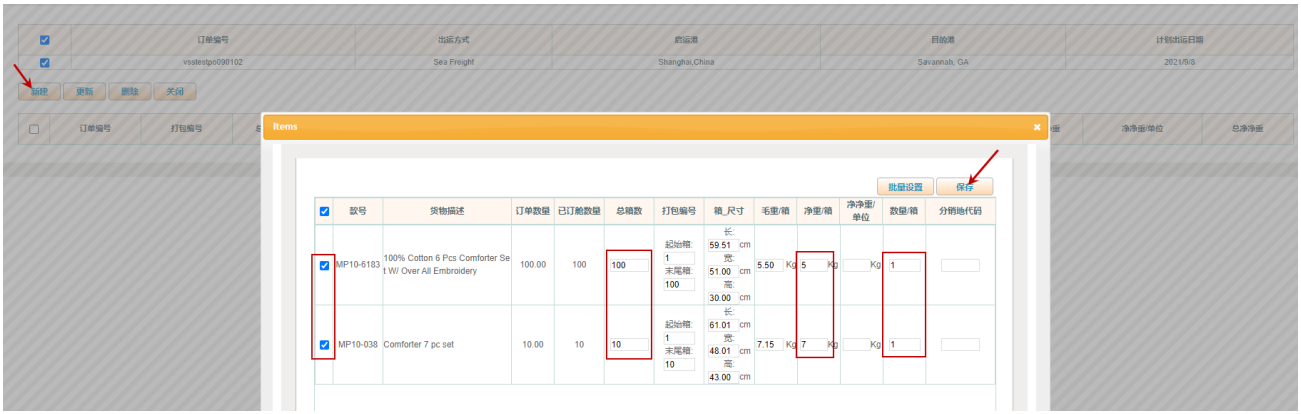 订单编号 出运方式 启运港 目的港 计划出运日期
vsstestpo090102 Sea Freight Shanghai,China Savannah, GA 2021/9/8
新建 更新 删除 关闭
订单编号 打包编号 净净重/单位 总净净重
Items
批量设置 保存
款号 货物描述 订单数量 已订舱数量 总箱数 打包编号 箱_尺寸 毛重/箱 净重/箱 净净重/ 数量/箱 分销地代码
单位
MP10-6183 100% Cotton 6 Pcs Comforter Se
t W/ Over All Embroidery
100.00 100 100
起始箱:
1
末尾箱:
100
长:
59.51 cm
宽:
51.00 cm
高:
30.00 cm
5.50 Kg 5 Kg Kg 1
MP10-038 Comforter 7 pc set 10.00 10 10
起始箱:
1
末尾箱:
10
长:
61.01 cm
宽:
48.01 cm
高:
43.00 cm
7.15 Kg 7 Kg Kg 1